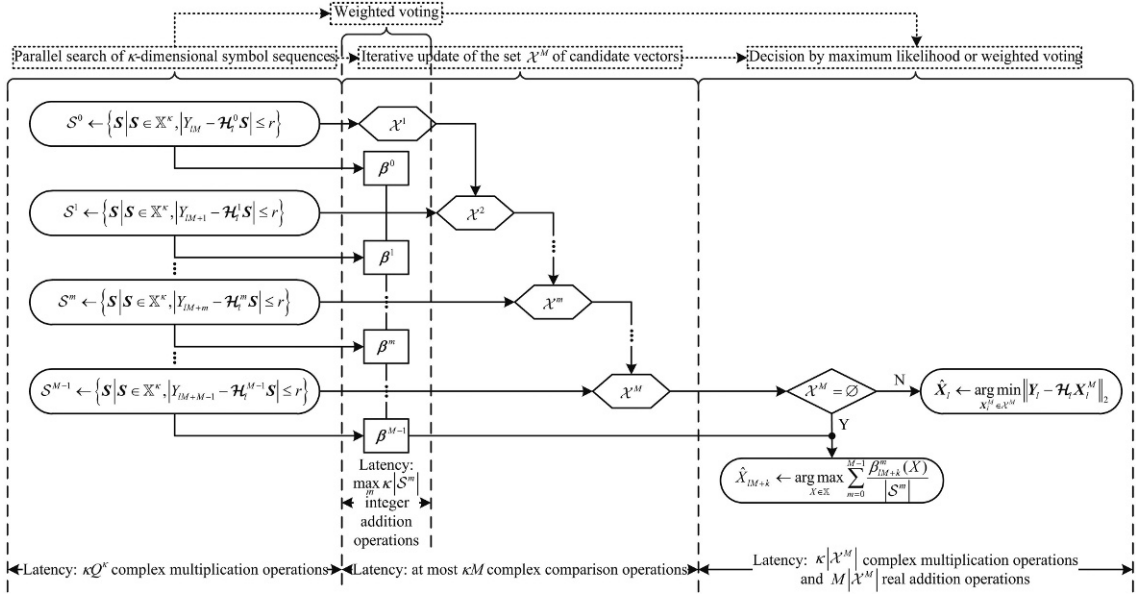 Weighted voting
Parallel search of κ-dimensional symbol sequences
Iterative update of the set 𝒳^M of candidate vectors
Decision by maximum likelihood or weighted voting
𝒮^0 ← {S|S ∈ 𝕏^κ, |Y_{lM} − ℋ_l^0 S| ≤ r}
𝒳^1
β^0
𝒮^1 ← {S|S ∈ 𝕏^κ, |Y_{lM+1} − ℋ_l^1 S| ≤ r}
𝒳^2
β^1
⋮
⋮
𝒮^m ← {S|S ∈ 𝕏^κ, |Y_{lM+m} − ℋ_l^m S| ≤ r}
⋮
𝒳^m
β^m
⋮
⋮
⋮
𝒮^{M−1} ← {S|S ∈ 𝕏^κ, |Y_{lM+M−1} − ℋ_l^{M−1} S| ≤ r}
𝒳^M
𝒳^M = ∅
N
X̂_l ← arg min_{X_l^M ∈ 𝒳^M} ‖Y_l − ℋ_l X_l^M‖_2
Y
β^{M−1}
X̂_{lM+k} ← arg max_{X∈𝕏} ∑_{m=0}^{M−1} β_{lM+k}^m(X) / |𝒮^m|
Latency:
max_m κ|𝒮^m|
integer
addition
operations
Latency: κQ^κ complex multiplication operations
Latency: at most κM complex comparison operations
Latency: κ|𝒳^M| complex multiplication operations
and M|𝒳^M| real addition operations